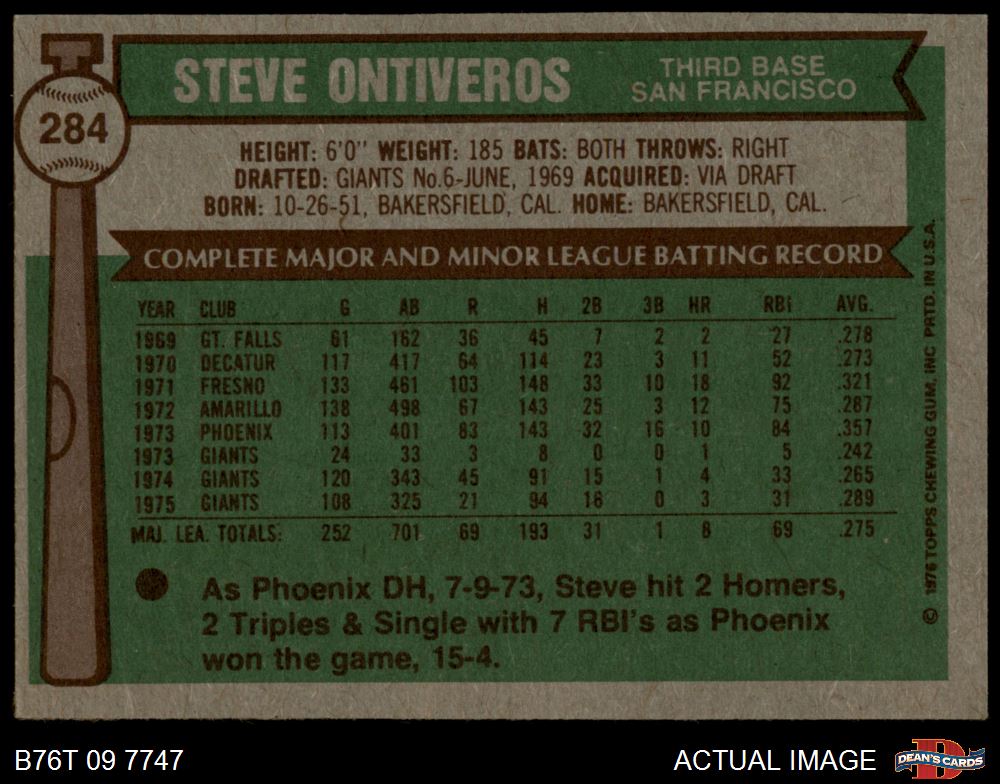 STEVE ONTIVEROS
THIRD BASE
SAN FRANCISCO
284
HEIGHT: 6'0" WEIGHT: 185 BATS: BOTH THROWS: RIGHT
DRAFTED: GIANTS No.6-JUNE, 1969 ACQUIRED: VIA DRAFT
BORN: 10-26-51, BAKERSFIELD, CAL. HOME: BAKERSFIELD, CAL.
COMPLETE MAJOR AND MINOR LEAGUE BATTING RECORD
YEAR CLUB G AB R H 2B 3B HR RBI AVG.
1969 GT. FALLS 61 162 36 45 7 2 2 27 .278
1970 DECATUR 117 417 64 114 23 3 11 52 .273
1971 FRESNO 133 461 103 148 33 10 18 92 .321
1972 AMARILLO 138 498 67 143 25 3 12 75 .287
1973 PHOENIX 113 401 83 143 32 16 10 84 .357
1973 GIANTS 24 33 3 8 0 0 1 5 .242
1974 GIANTS 120 343 45 91 15 1 4 33 .265
1975 GIANTS 108 325 21 94 16 0 3 31 .289
MAJ. LEA. TOTALS: 252 701 69 193 31 1 8 69 .275
As Phoenix DH, 7-9-73, Steve hit 2 Homers,
2 Triples & Single with 7 RBI's as Phoenix
won the game, 15-4.
© 1976 TOPPS CHEWING GUM, INC PRTD. IN U.S.A.
B76T 09 7747
ACTUAL IMAGE
DEAN'S CARDS